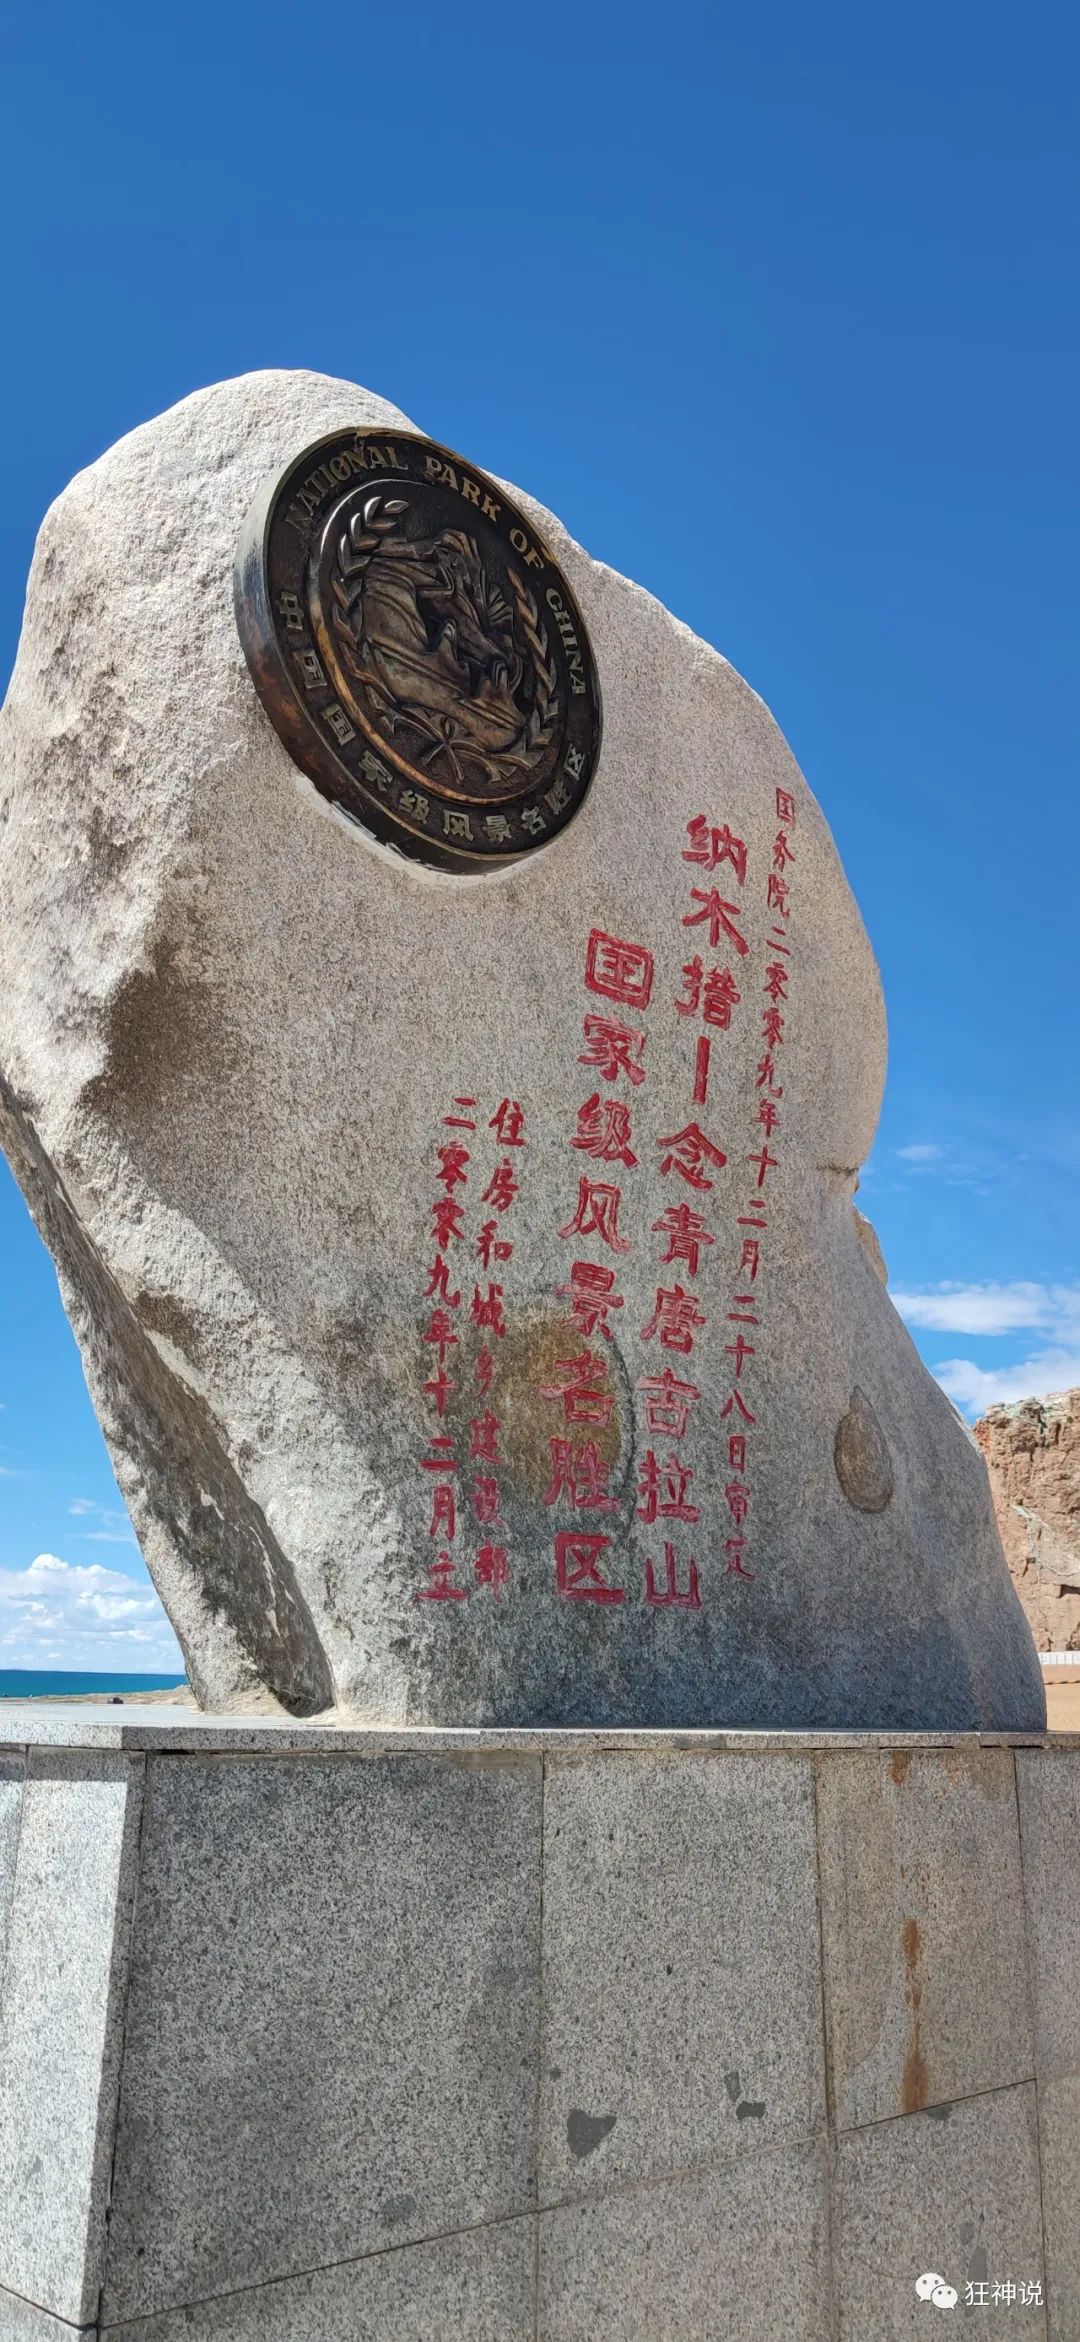 NATIONAL PARK OF CHINA
中国国家级风景名胜区
国务院二零零九年十二月二十八日审定
纳木措—念青唐古拉山
国家级风景名胜区
住房和城乡建设部
二零零九年十二月立
狂神说